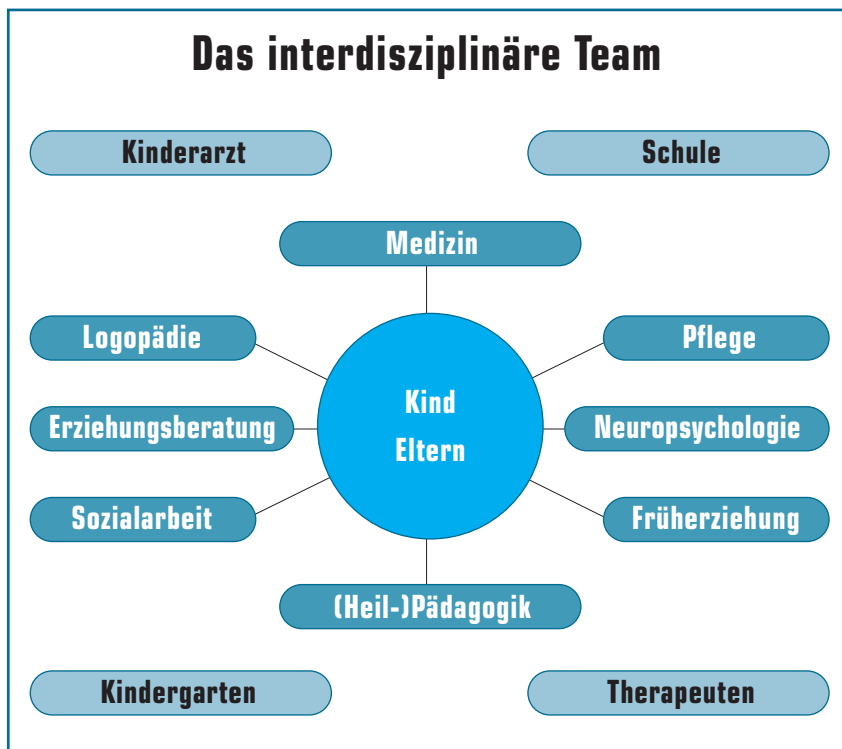 Das interdisziplinäre Team
Kinderarzt
Schule
Medizin
Logopädie
Pflege
Kind
Eltern
Erziehungsberatung
Neuropsychologie
Sozialarbeit
Früherziehung
(Heil-)Pädagogik
Kindergarten
Therapeuten